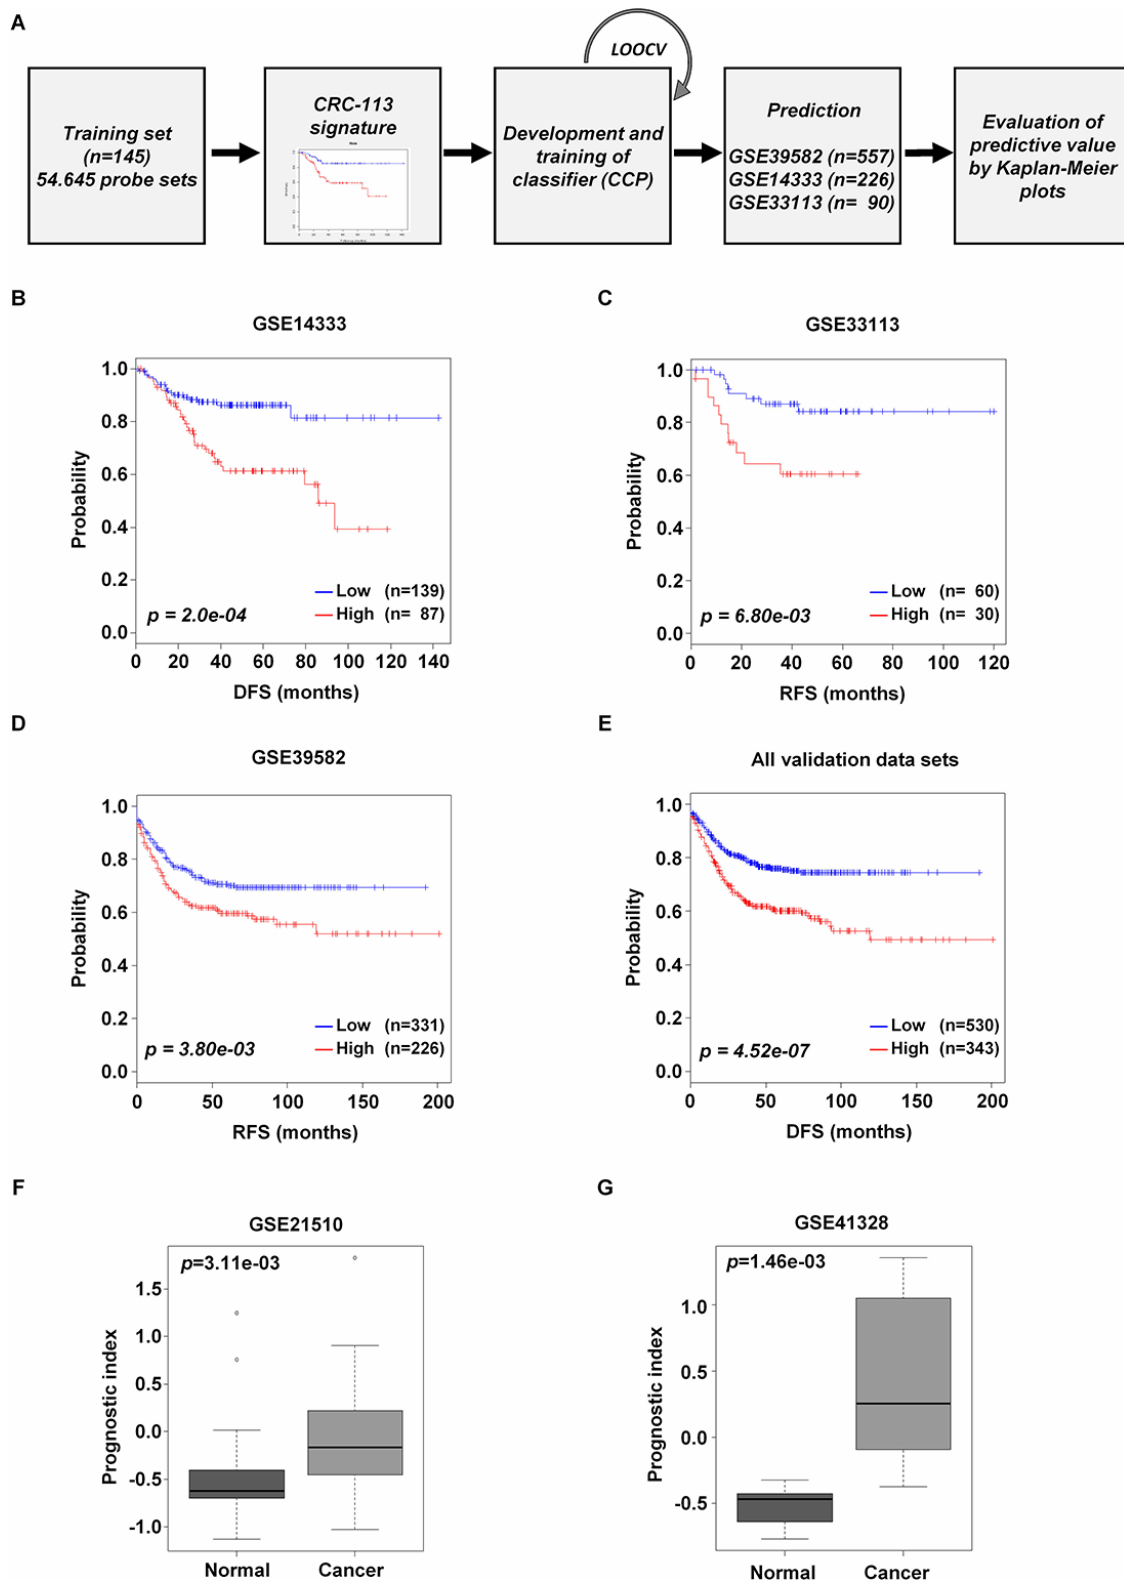 A
LOOCV
Training set
(n=145)
54.645 probe sets
CRC-113
signature
Development and
training of
classifier (CCP)
Prediction
GSE39582 (n=557)
GSE14333 (n=226)
GSE33113 (n= 90)
Evaluation of
predictive value
by Kaplan-Meier
plots
B
GSE14333
1.0
0.8
0.6
0.4
0.2
0.0
Probability
Low (n=139)
High (n= 87)
p = 2.0e-04
0 20 40 60 80 100 120 140
DFS (months)
C
GSE33113
1.0
0.8
0.6
0.4
0.2
0.0
Probability
Low (n= 60)
High (n= 30)
p = 6.80e-03
0 20 40 60 80 100 120
RFS (months)
D
GSE39582
1.0
0.8
0.6
0.4
0.2
0.0
Probability
Low (n=331)
High (n=226)
p = 3.80e-03
0 50 100 150 200
RFS (months)
E
All validation data sets
1.0
0.8
0.6
0.4
0.2
0.0
Probability
Low (n=530)
High (n=343)
p = 4.52e-07
0 50 100 150 200
DFS (months)
F
GSE21510
p=3.11e-03
1.5
1.0
0.5
0.0
-0.5
-1.0
Prognostic index
Normal Cancer
G
GSE41328
p=1.46e-03
1.0
0.5
0.0
-0.5
Prognostic index
Normal Cancer